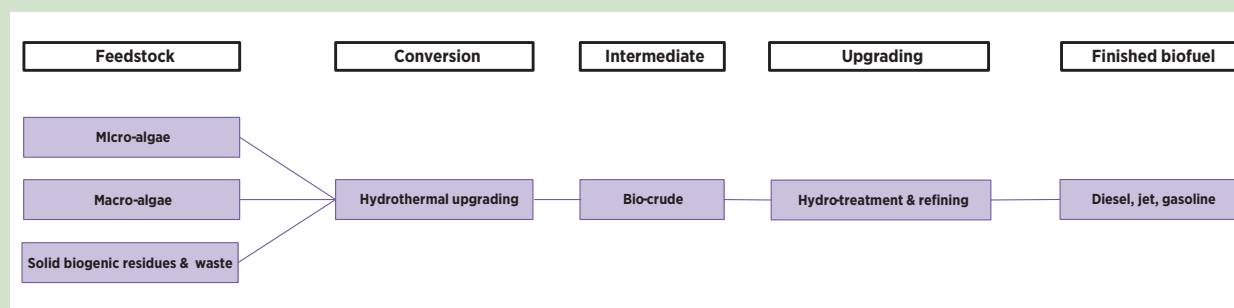 Feedstock
Conversion
Intermediate
Upgrading
Finished biofuel
MIcro-algae
Macro-algae
Hydrothermal upgrading
Bio-crude
Hydro-treatment & refining
Diesel, jet, gasoline
Solid biogenic residues & waste